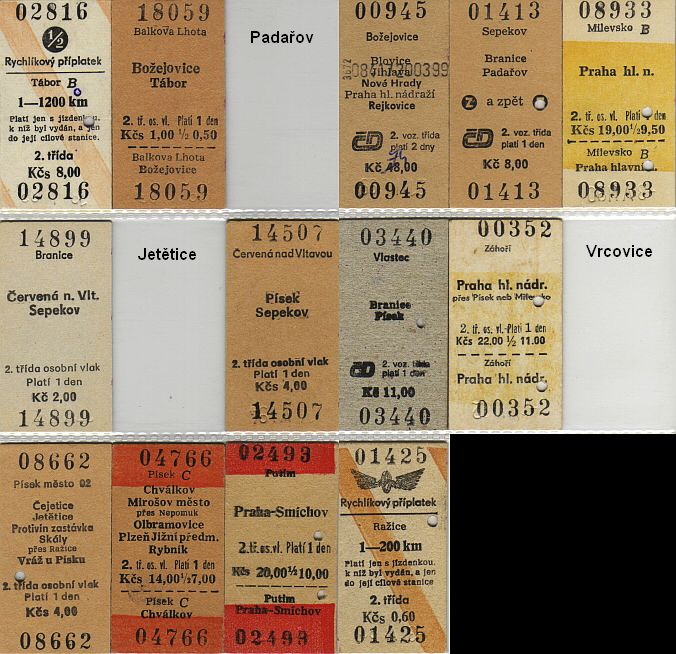 02816
½
Rychlíkový příplatek
Tábor B
1—1200 km
Platí jen s jízdenkou,
k níž byl vydán, a jen
do její cílové stanice.
2. třída
Kčs 8,00
02816
18059
Balkova Lhota
Božejovice
Tábor
2. tř. os. vl. Platí 1 den
Kčs 1,00 ½ 0,50
Balkova Lhota
Božejovice
18059
Padařov
00945
Božejovice
Blovice
Jihlava
Nové Hrady
Praha hl. nádraží
Rejkovice
ČD 2. voz. třída
platí 2 dny
Kč 48,00
00945
01413
Sepekov
Branice
Padařov
Z a zpět
ČD 2. voz. třída
platí 1 den
Kč 8,00
01413
08933
Milevsko B
Praha hl. n.
2. tř. os. vl. Platí 1 den
Kčs 19,00 ½ 9,50
Milevsko B
Praha hlavní n.
08933
14899
Branice
Červená n. Vlt.
Sepekov
2. třída osobní vlak
Platí 1 den
Kč 2,00
14899
Jetětice
14507
Červená nad Vltavou
Písek
Sepekov
2. třída osobní vlak
Platí 1 den
Kčs 4,00
14507
03440
Vlastec
Branice
Písek
ČD 2. voz. třída
platí 1 den
Kč 11,00
03440
00352
Záhoří
Praha hl. nádr.
přes Písek neb Milevsko
2. tř. os. vl. Platí 1 den
Kčs 22,00 ½ 11.00
Záhoří
Praha hl. nádr.
00352
Vrcovice
08662
Písek město 02
Čejetice
Jetětice
Protivín zastávka
Skály
přes Ražice
Vráž u Písku
2. třída osobní vlak
Platí 1 den
Kčs 4,00
08662
04766
Písek C
Chválkov
Mirošov město
přes Nepomuk
Olbramovice
Plzeň Jižní předm.
Rybník
2. tř. os. vl. Platí 1 den
Kčs 14,00 ½ 7,00
Písek C
Chválkov
04766
02493
Putim
Praha-Smíchov
2. tř. os. vl. Platí 1 den
Kčs 20,00 ½ 10,00
Putim
Praha-Smíchov
02493
01425
Rychlíkový příplatek
Ražice
1—200 km
Platí jen s jízdenkou,
k níž byl vydán, a jen
do její cílové stanice
2. třída
Kčs 0,60
01425